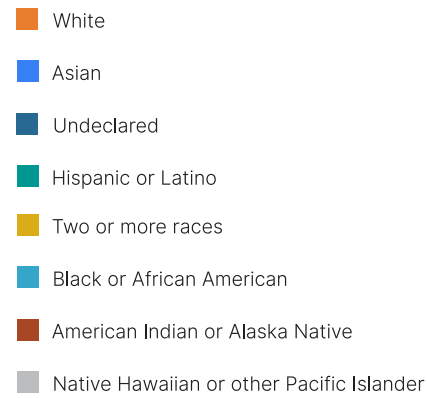 White
Asian
Undeclared
Hispanic or Latino
Two or more races
Black or African American
American Indian or Alaska Native
Native Hawaiian or other Pacific Islander